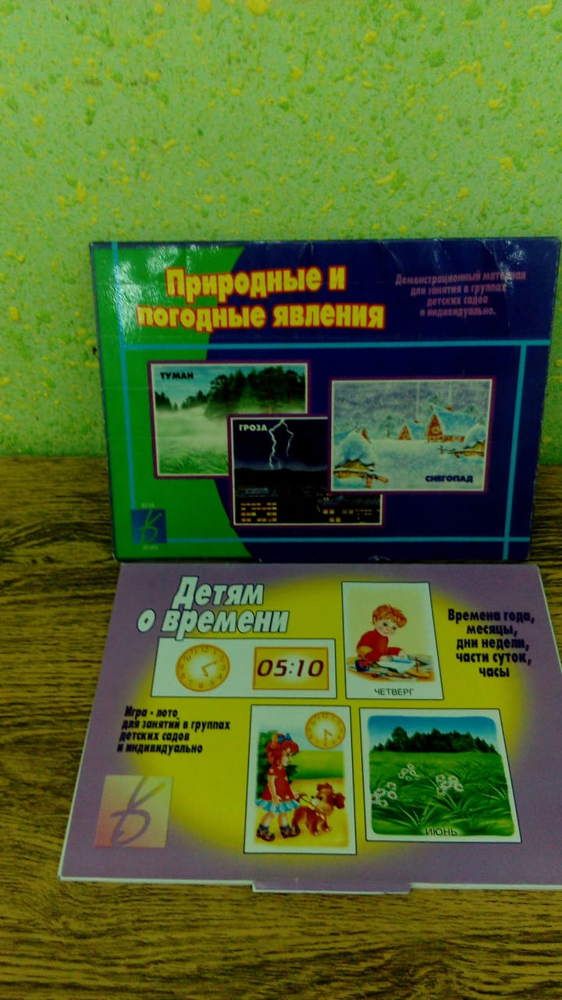 Природные и
погодные явления
Демонстрационный материал
для занятия в группах
детских садов
и индивидуально.
ТУМАН
ГРОЗА
СНЕГОПАД
Детям
о времени
Времена года,
месяцы,
дни недели,
части суток,
часы
05:10
ЧЕТВЕРГ
Игра - лото
для занятий в группах
детских садов
и индивидуально
ИЮНЬ